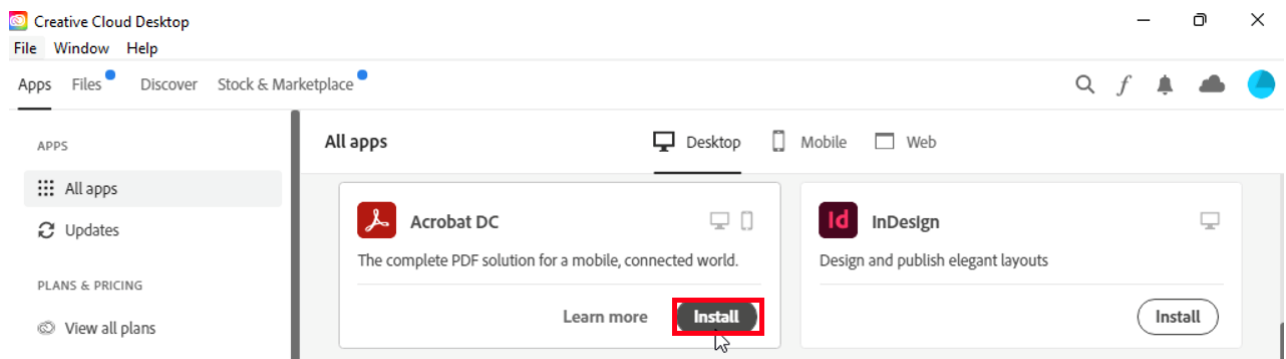 Creative Cloud Desktop
File Window Help
Apps Files Discover Stock & Marketplace f
APPS
All apps
Updates
PLANS & PRICING
View all plans
All apps Desktop Mobile Web
Acrobat DC
The complete PDF solution for a mobile, connected world.
Learn more Install
Id InDesign
Design and publish elegant layouts
Install